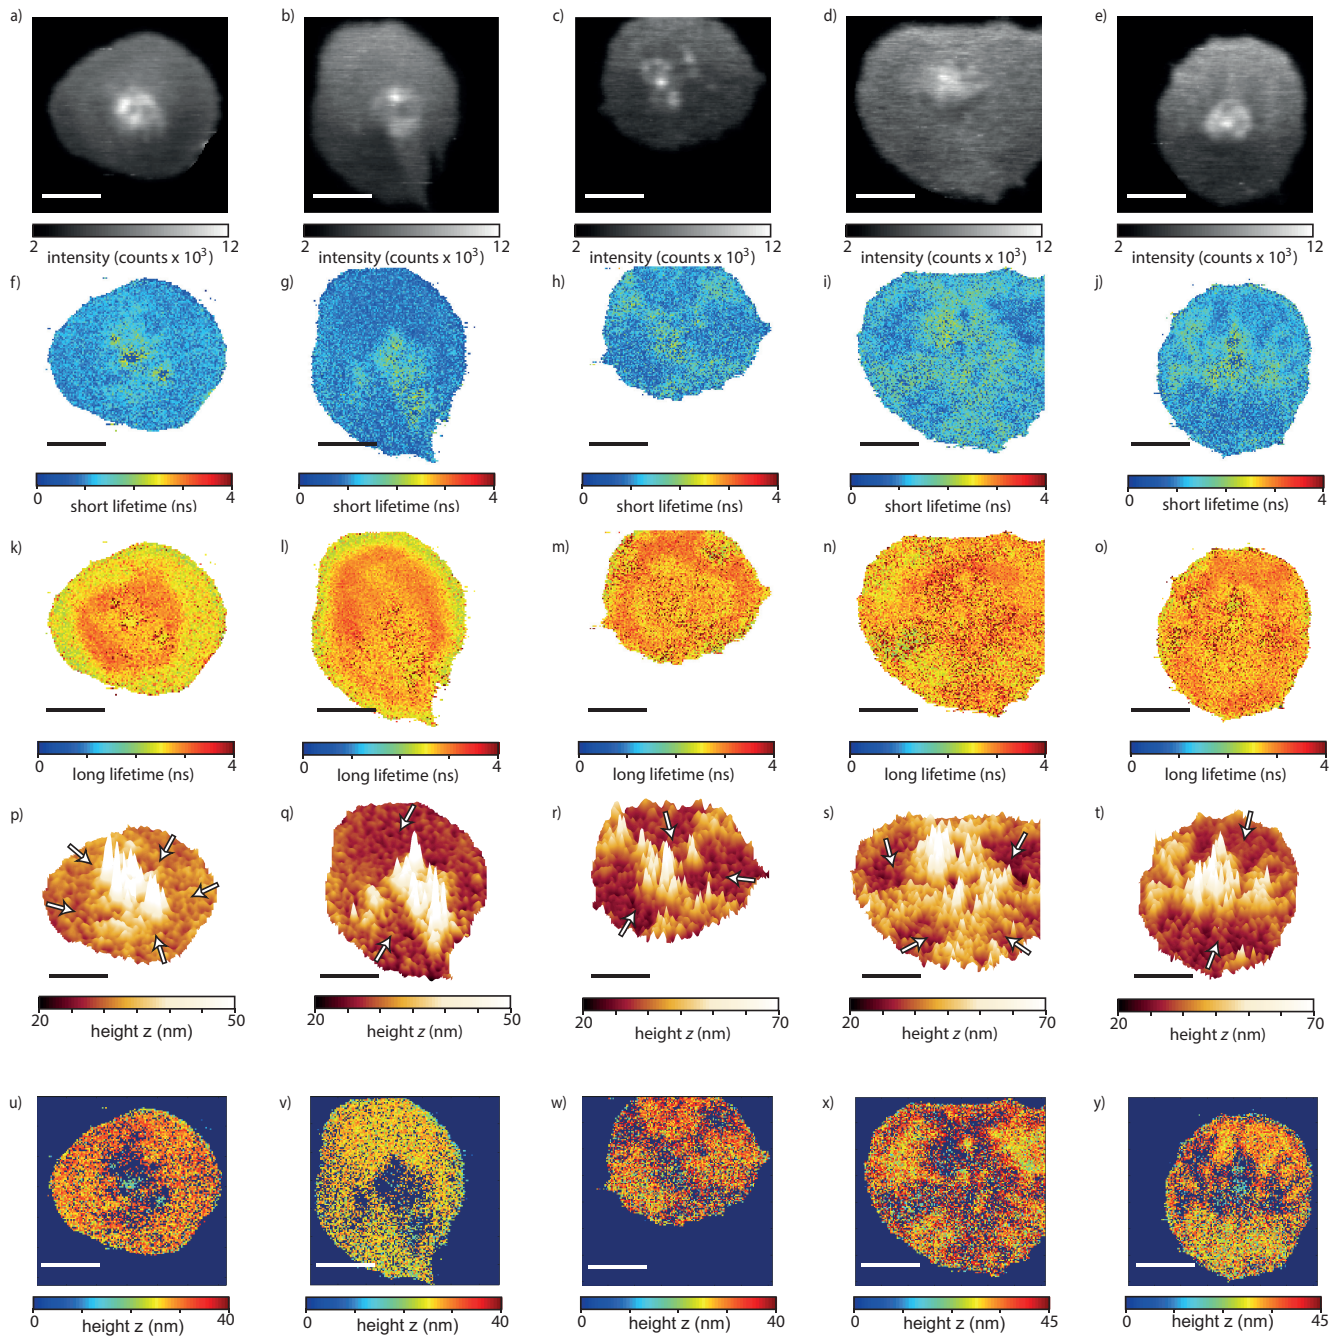 a) b) c) d) e)
2 12 2 12 2 12 2 12 2 12
intensity (counts x 10³) intensity (counts x 10³) intensity (counts x 10³) intensity (counts x 10³) intensity (counts x 10³)
f) g) h) i) j)
0 4 0 4 0 4 0 4 0 4
short lifetime (ns) short lifetime (ns) short lifetime (ns) short lifetime (ns) short lifetime (ns)
k) l) m) n) o)
0 4 0 4 0 4 0 4 0 4
long lifetime (ns) long lifetime (ns) long lifetime (ns) long lifetime (ns) long lifetime (ns)
p) q) r) s) t)
20 50 20 50 20 70 20 70 20 70
height z (nm) height z (nm) height z (nm) height z (nm) height z (nm)
u) v) w) x) y)
0 40 0 40 0 40 0 45 0 45
height z (nm) height z (nm) height z (nm) height z (nm) height z (nm)